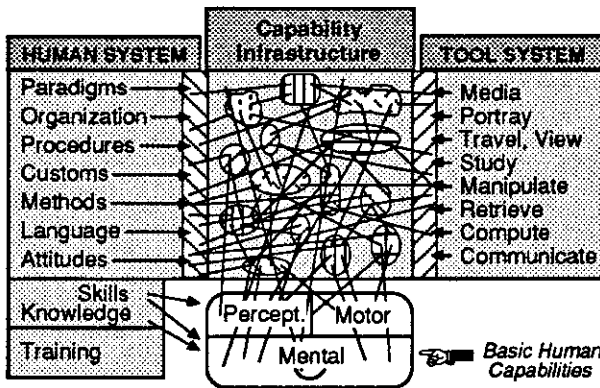 Capability
Infrastructure
HUMAN SYSTEM
TOOL SYSTEM
Paradigms
Organization
Procedures
Customs
Methods
Language
Attitudes
Media
Portray
Travel, View
Study
Manipulate
Retrieve
Compute
Communicate
Skills
Knowledge
Training
Percept.
Motor
Mental
Basic Human
Capabilities